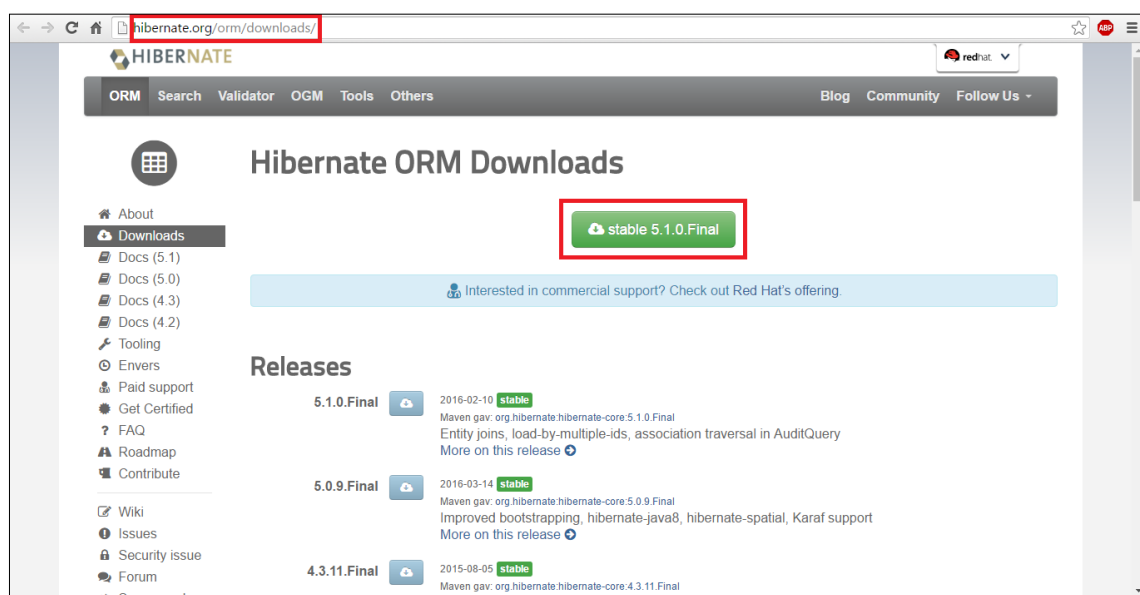 hibernate.org/orm/downloads/
ABP
HIBERNATE
redhat
ORM Search Validator OGM Tools Others Blog Community Follow Us
Hibernate ORM Downloads
stable 5.1.0.Final
About
Downloads
Docs (5.1)
Docs (5.0)
Docs (4.3)
Docs (4.2)
Tooling
Envers
Paid support
Get Certified
FAQ
Roadmap
Contribute
Wiki
Issues
Security issue
Forum
Interested in commercial support? Check out Red Hat's offering.
Releases
5.1.0.Final
2016-02-10 stable
Maven gav: org.hibernate:hibernate-core:5.1.0.Final
Entity joins, load-by-multiple-ids, association traversal in AuditQuery
More on this release
5.0.9.Final
2016-03-14 stable
Maven gav: org.hibernate:hibernate-core:5.0.9.Final
Improved bootstrapping, hibernate-java8, hibernate-spatial, Karaf support
More on this release
4.3.11.Final
2015-08-05 stable
Maven gav: org.hibernate:hibernate-core:4.3.11.Final